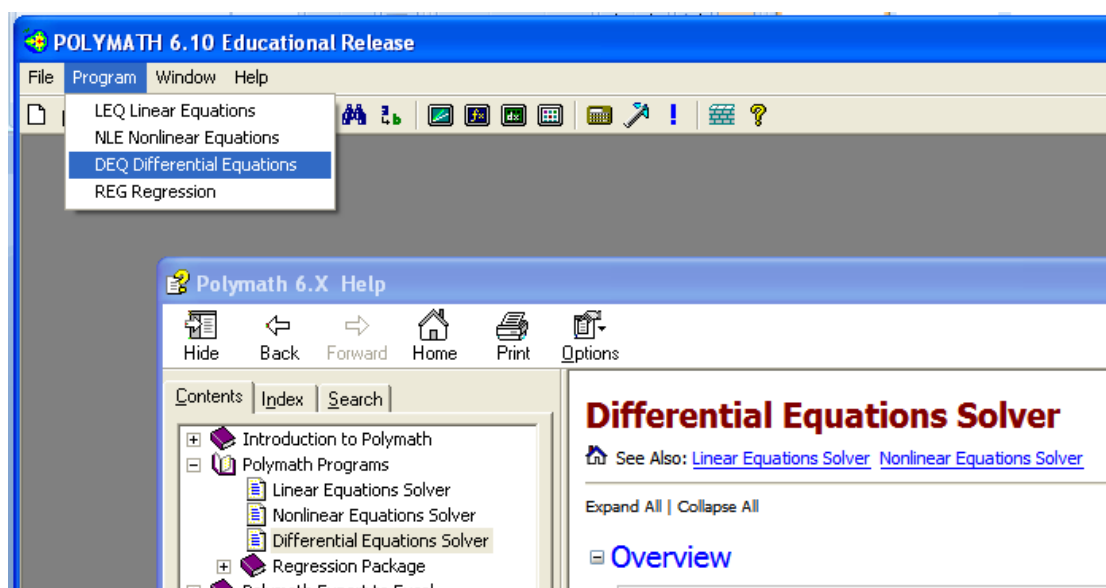 POLYMATH 6.10 Educational Release
File Program Window Help
LEQ Linear Equations
NLE Nonlinear Equations
DEQ Differential Equations
REG Regression
Polymath 6.X Help
Hide Back Forward Home Print Options
Contents Index Search
Introduction to Polymath
Polymath Programs
Linear Equations Solver
Nonlinear Equations Solver
Differential Equations Solver
Regression Package
Differential Equations Solver
See Also: Linear Equations Solver Nonlinear Equations Solver
Expand All | Collapse All
Overview